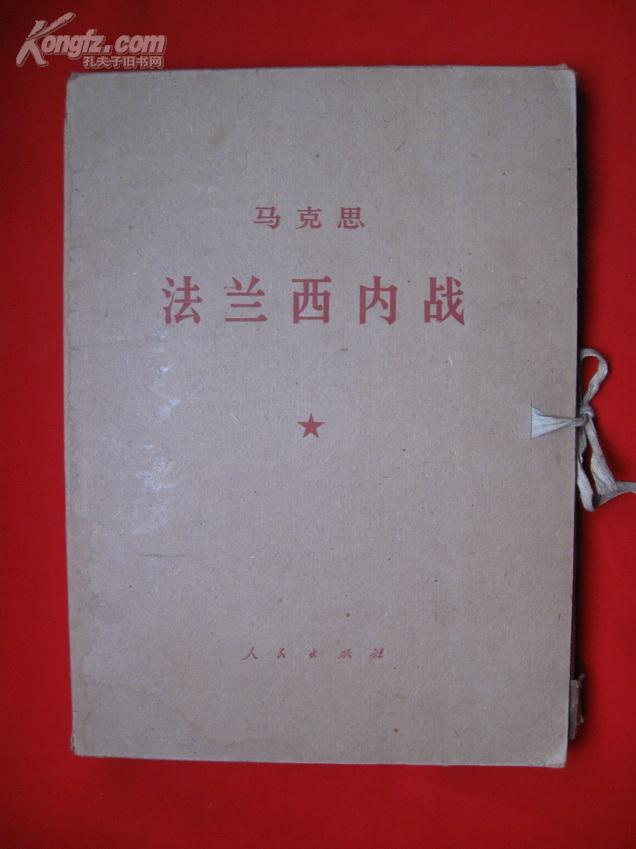 Kongfz.com
孔夫子旧书网
马克思
法兰西内战
人民出版社